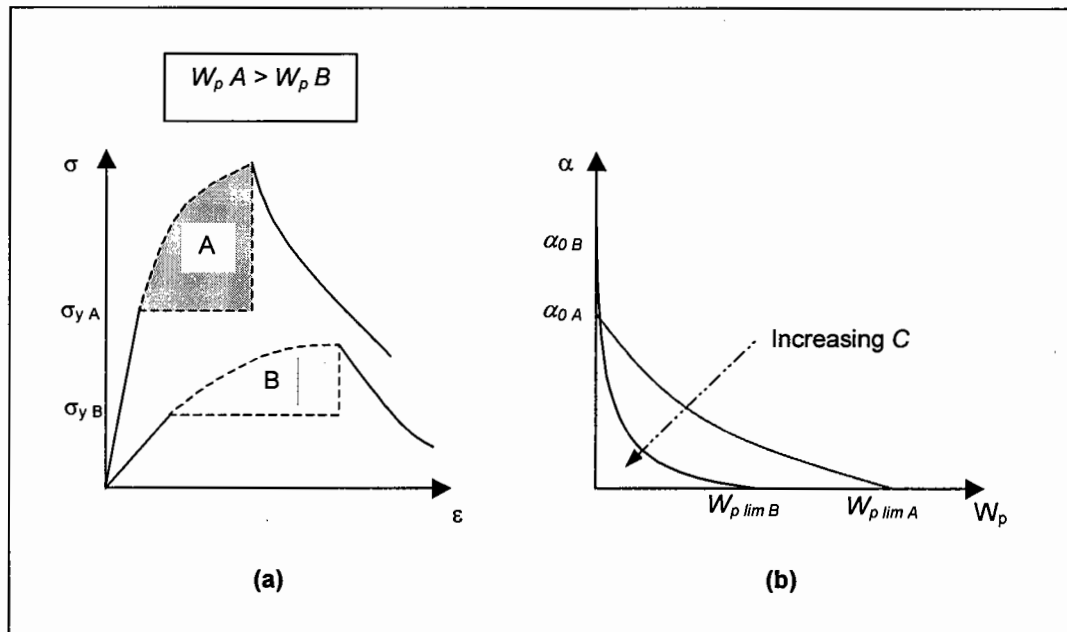 W_p A > W_p B
σ
A
σ_y A
B
σ_y B
ε
(a)
α
α_0 B
α_0 A
Increasing C
W_p lim B
W_p lim A
W_p
(b)